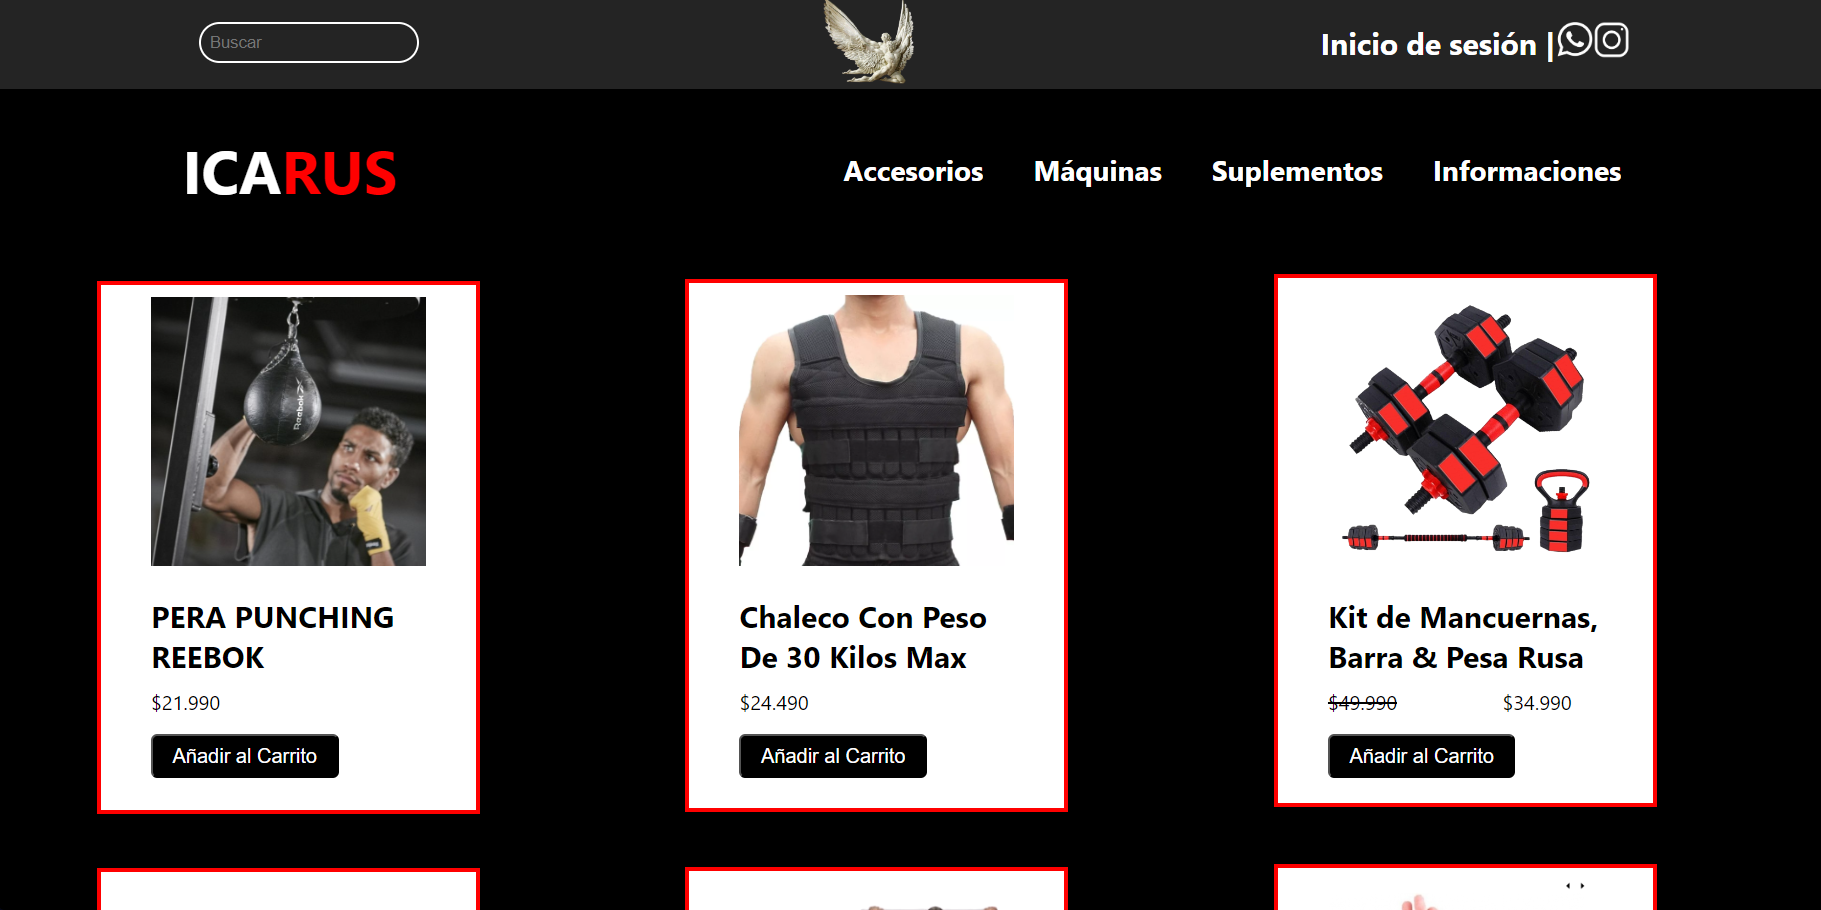 Buscar
Inicio de sesión |
ICARUS
Accesorios Máquinas Suplementos Informaciones
Reebok
PERA PUNCHING
REEBOK
$21.990
Añadir al Carrito
Chaleco Con Peso
De 30 Kilos Max
$24.490
Añadir al Carrito
Kit de Mancuernas,
Barra & Pesa Rusa
$49.990 $34.990
Añadir al Carrito